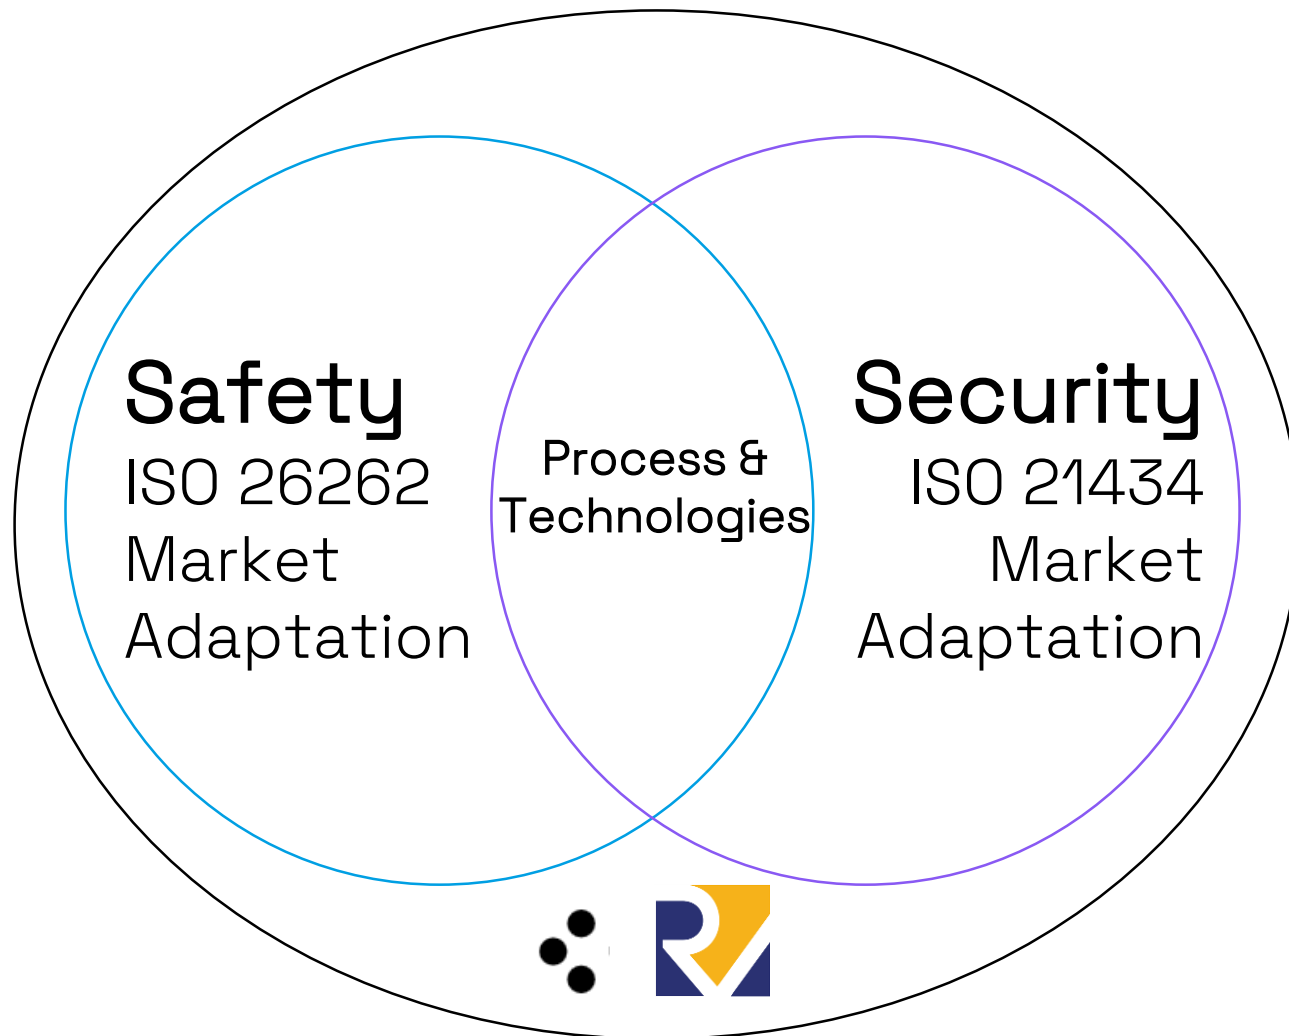 Safety
ISO 26262
Market
Adaptation
Process &
Technologies
Security
ISO 21434
Market
Adaptation